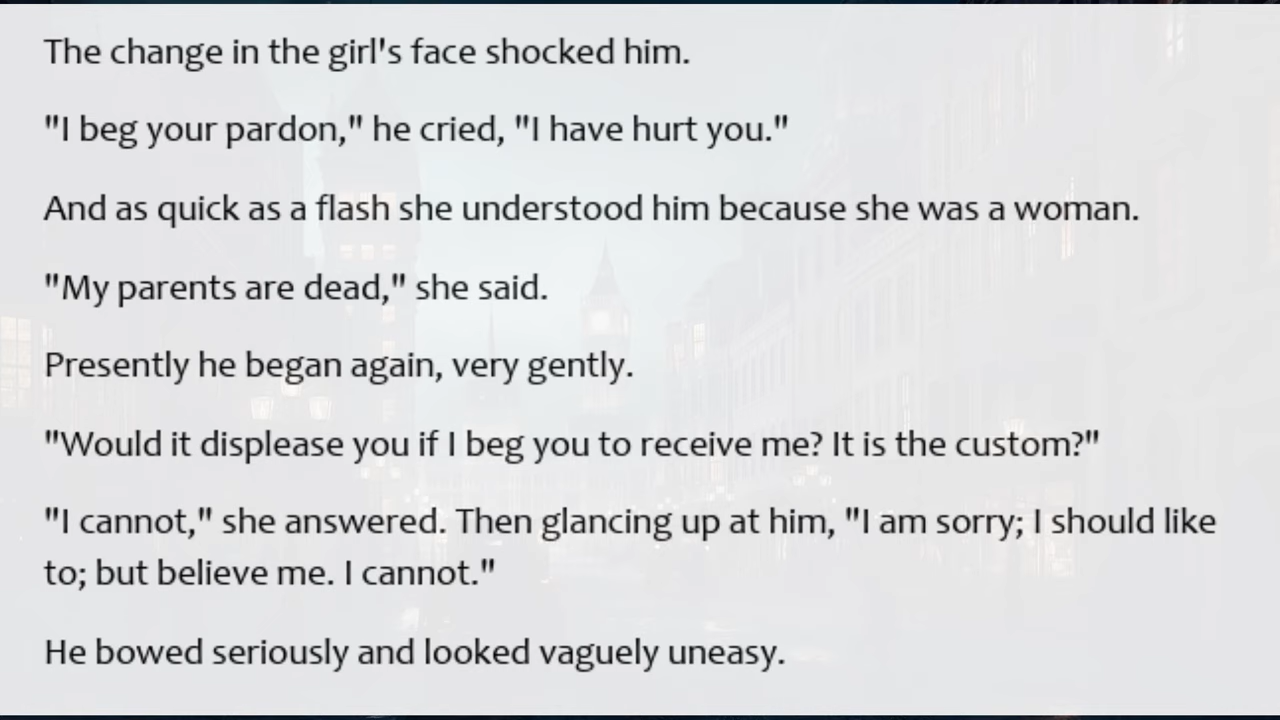 The change in the girl's face shocked him.
"I beg your pardon," he cried, "I have hurt you."
And as quick as a flash she understood him because she was a woman.
"My parents are dead," she said.
Presently he began again, very gently.
"Would it displease you if I beg you to receive me? It is the custom?"
"I cannot," she answered. Then glancing up at him, "I am sorry; I should like
to; but believe me. I cannot."
He bowed seriously and looked vaguely uneasy.